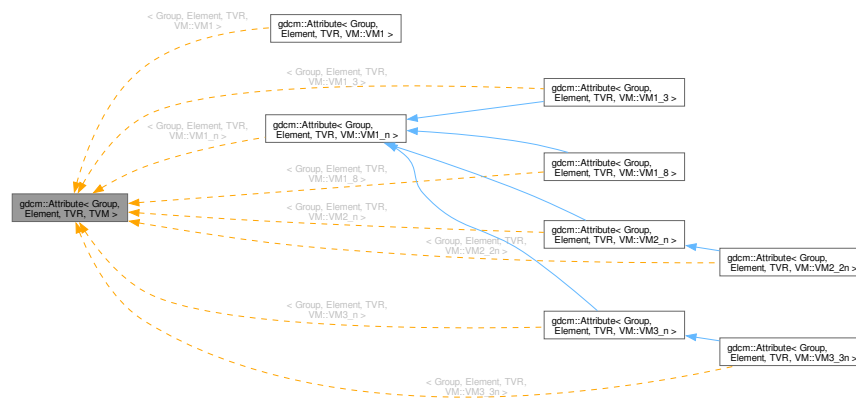 < Group, Element, TVR,
VM::VM1 >
gdcm::Attribute< Group,
Element, TVR, VM::VM1 >
< Group, Element, TVR,
VM::VM1_3 >
gdcm::Attribute< Group,
Element, TVR, VM::VM1_3 >
< Group, Element, TVR,
VM::VM1_n >
gdcm::Attribute< Group,
Element, TVR, VM::VM1_n >
< Group, Element, TVR,
VM::VM1_8 >
gdcm::Attribute< Group,
Element, TVR, VM::VM1_8 >
gdcm::Attribute< Group,
Element, TVR, TVM >
< Group, Element, TVR,
VM::VM2_n >
gdcm::Attribute< Group,
Element, TVR, VM::VM2_n >
< Group, Element, TVR,
VM::VM2_2n >
gdcm::Attribute< Group,
Element, TVR, VM::VM2_2n >
< Group, Element, TVR,
VM::VM3_n >
gdcm::Attribute< Group,
Element, TVR, VM::VM3_n >
gdcm::Attribute< Group,
Element, TVR, VM::VM3_3n >
< Group, Element, TVR,
VM::VM3_3n >